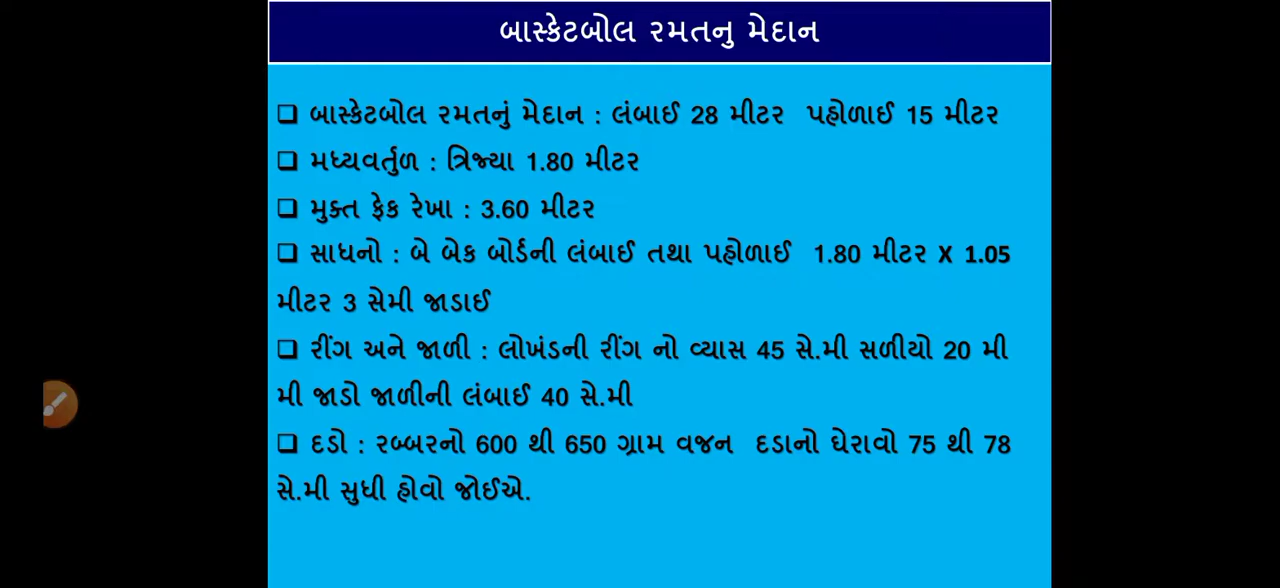 બાસ્કેટબોલ રમતનુ મેદાન
❑ બાસ્કેટબોલ રમતનું મેદાન : લંબાઈ 28 મીટર પહોળાઈ 15 મીટર
❑ મધ્યવર્તુળ : ત્રિજ્યા 1.80 મીટર
❑ મુક્ત ફેક રેખા : 3.60 મીટર
❑ સાધનો : બે બેક બોર્ડની લંબાઈ તથા પહોળાઈ 1.80 મીટર X 1.05
મીટર 3 સેમી જાડાઈ
❑ રીંગ અને જાળી : લોખંડની રીંગ નો વ્યાસ 45 સે.મી સળીયો 20 મી
મી જાડો જાળીની લંબાઈ 40 સે.મી
❑ દડો : રબ્બરનો 600 થી 650 ગ્રામ વજન દડાનો ઘેરાવો 75 થી 78
સે.મી સુધી હોવો જોઈએ.